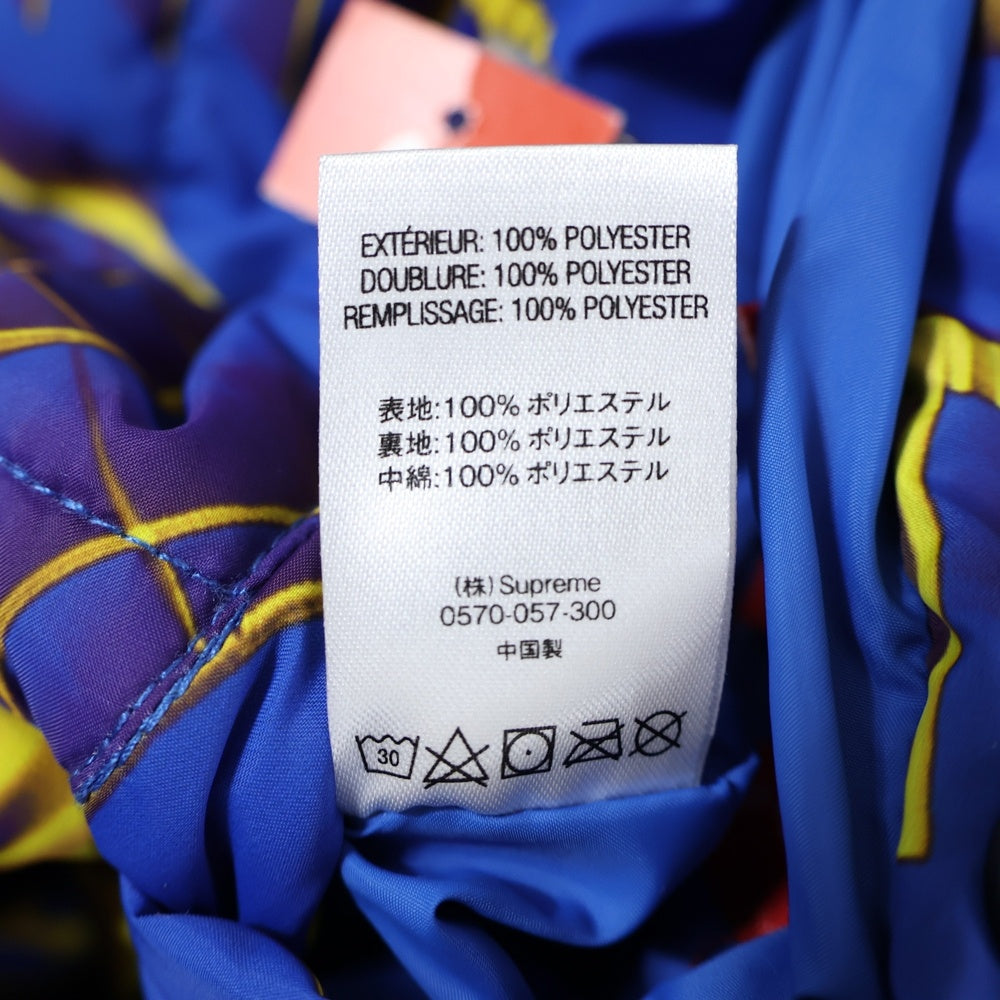 EXTÉRIEUR: 100% POLYESTER
DOUBLURE: 100% POLYESTER
REMPLISSAGE: 100% POLYESTER
表地:100% ポリエステル
裏地:100% ポリエステル
中綿:100% ポリエステル
(株) Supreme
0570-057-300
中国製
30